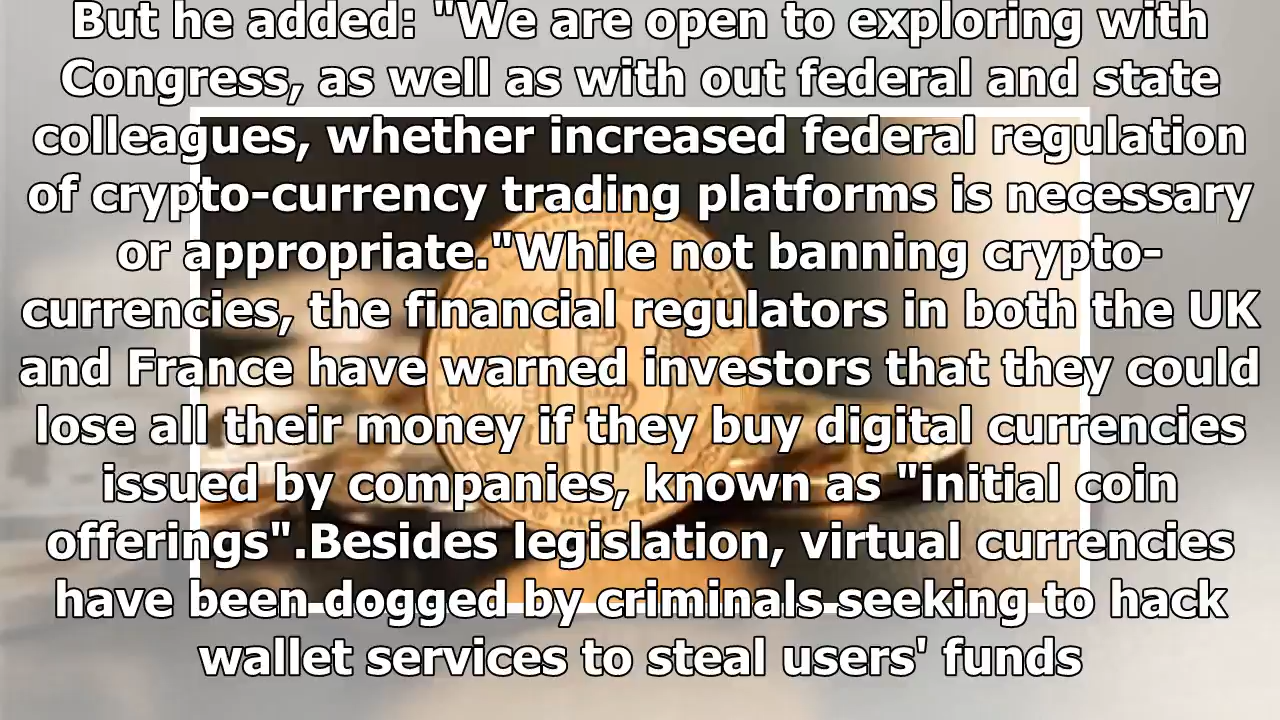 But he added: "We are open to exploring with
Congress, as well as with out federal and state
colleagues, whether increased federal regulation
of crypto-currency trading platforms is necessary
or appropriate."While not banning crypto-
currencies, the financial regulators in both the UK
and France have warned investors that they could
lose all their money if they buy digital currencies
issued by companies, known as "initial coin
offerings".Besides legislation, virtual currencies
have been dogged by criminals seeking to hack
wallet services to steal users' funds